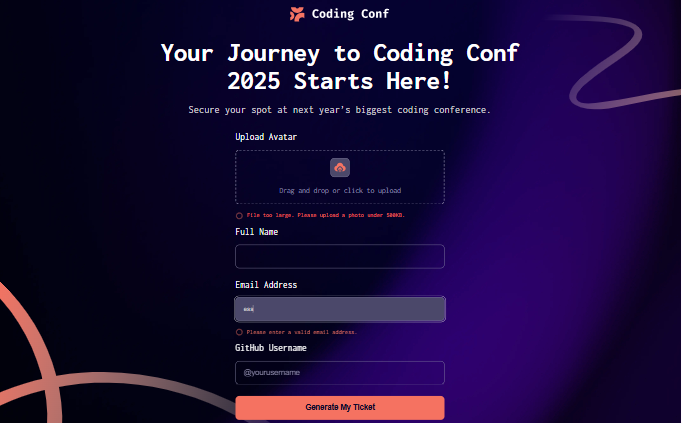 Coding Conf
Your Journey to Coding Conf
2025 Starts Here!
Secure your spot at next year's biggest coding conference.
Upload Avatar
Drag and drop or click to upload
File too large. Please upload a photo under 500KB.
Full Name
Email Address
Please enter a valid email address.
GitHub Username
@yourusername
Generate My Ticket